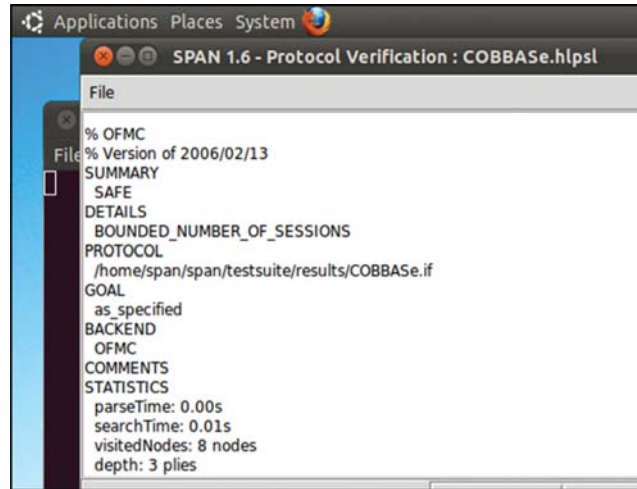 Applications Places System
SPAN 1.6 - Protocol Verification : COBBASe.hlpsl
File
File
% OFMC
% Version of 2006/02/13
SUMMARY
SAFE
DETAILS
BOUNDED_NUMBER_OF_SESSIONS
PROTOCOL
/home/span/span/testsuite/results/COBBASe.if
GOAL
as_specified
BACKEND
OFMC
COMMENTS
STATISTICS
parseTime: 0.00s
searchTime: 0.01s
visitedNodes: 8 nodes
depth: 3 plies